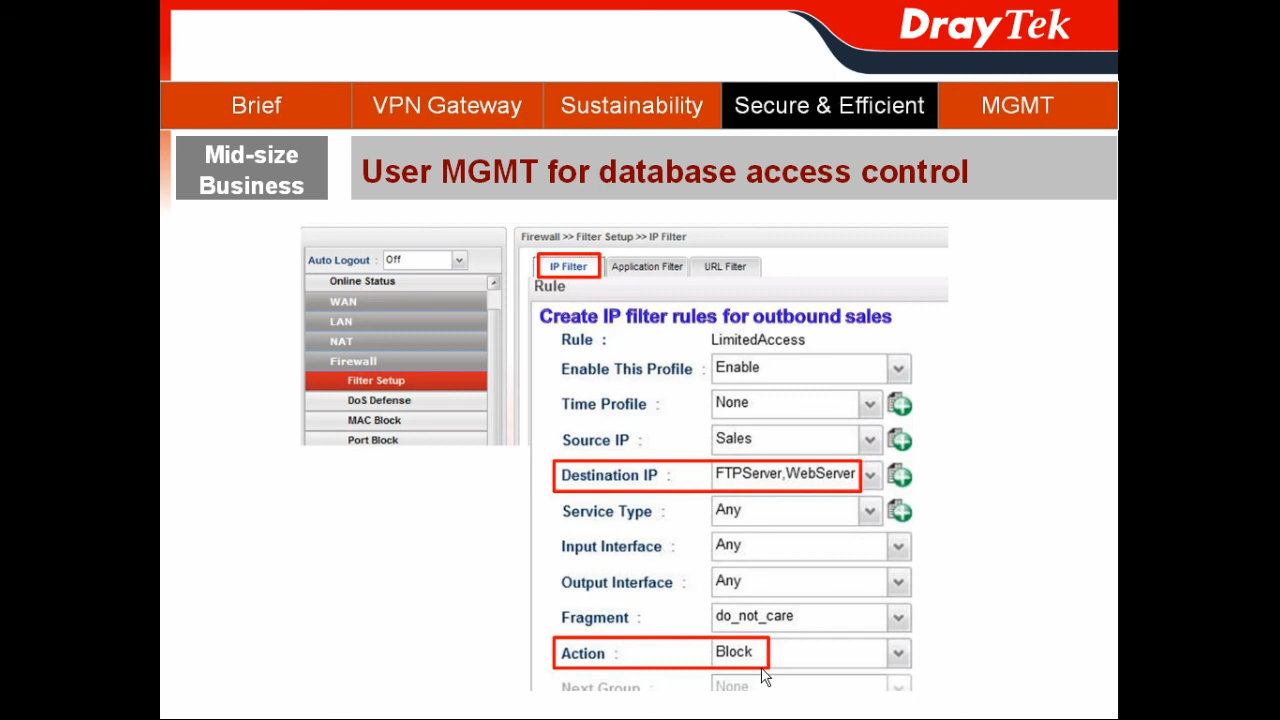 DrayTek
Brief VPN Gateway Sustainability Secure & Efficient MGMT
Mid-size
Business
User MGMT for database access control
Auto Logout : Off
Online Status
WAN
LAN
NAT
Firewall
Filter Setup
DoS Defense
MAC Block
Port Block
Firewall >> Filter Setup >> IP Filter
IP Filter Application Filter URL Filter
Rule
Create IP filter rules for outbound sales
Rule : LimitedAccess
Enable This Profile : Enable
Time Profile : None
Source IP : Sales
Destination IP : FTPServer,WebServer
Service Type : Any
Input Interface : Any
Output Interface : Any
Fragment : do_not_care
Action : Block
Next Group : None